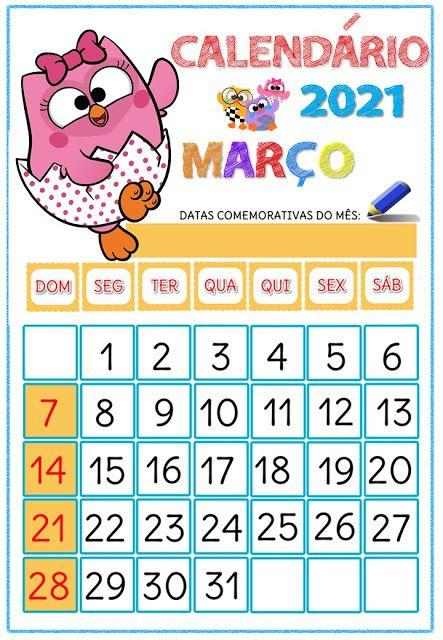 CALENDÁRIO
2021
MARÇO
DATAS COMEMORATIVAS DO MÊS:
DOM SEG TER QUA QUI SEX SÁB
1 2 3 4 5 6
7 8 9 10 11 12 13
14 15 16 17 18 19 20
21 22 23 24 25 26 27
28 29 30 31